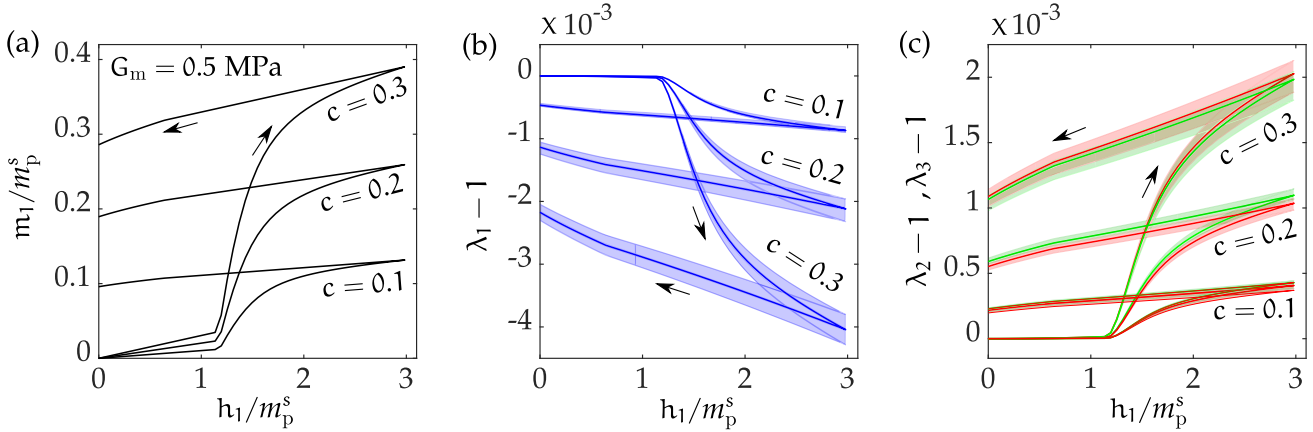 (a)
G_m = 0.5 MPa
c = 0.3
c = 0.2
c = 0.1
0.4
0.3
0.2
0.1
0
0 1 2 3
m_1/m_p^s
h_1/m_p^s
(b)
× 10^-3
c = 0.1
c = 0.2
c = 0.3
0
-1
-2
-3
-4
0 1 2 3
λ_1 − 1
h_1/m_p^s
(c)
×10^-3
c = 0.3
c = 0.2
c = 0.1
2
1.5
1
0.5
0
0 1 2 3
λ_2 − 1 , λ_3 − 1
h_1/m_p^s